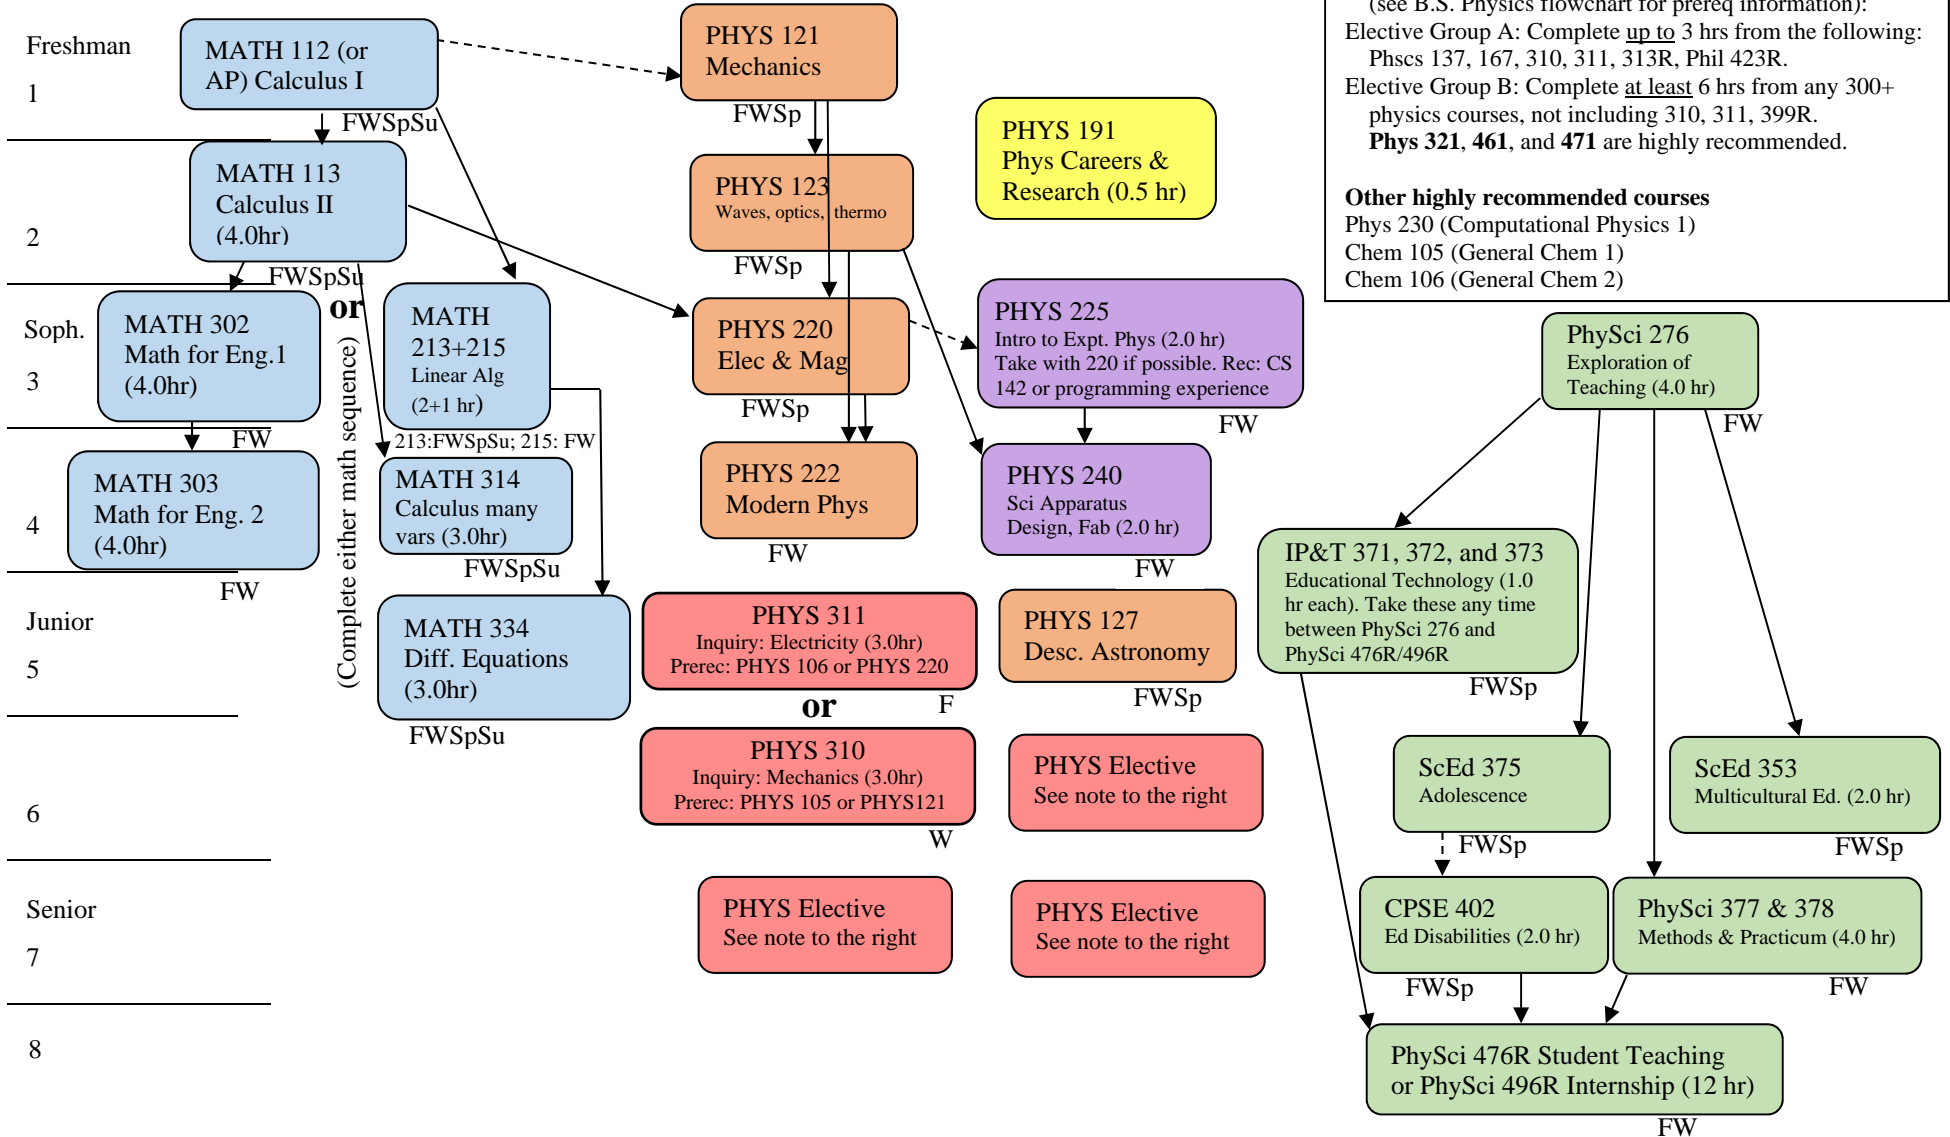 Freshman
1
2
Soph.
3
4
Junior
5
6
Senior
7
8
MATH 112 (or
AP) Calculus I
FWSpSu
MATH 113
Calculus II
(4.0hr)
FWSpSu
MATH 302
Math for Eng.1
(4.0hr)
FW
MATH 303
Math for Eng. 2
(4.0hr)
FW
or
(Complete either math sequence)
MATH
213+215
Linear Alg
(2+1 hr)
213:FWSpSu; 215: FW
MATH 314
Calculus many
vars (3.0hr)
FWSpSu
MATH 334
Diff. Equations
(3.0hr)
FWSpSu
PHYS 121
Mechanics
FWSp
PHYS 123
Waves, optics, thermo
FWSp
PHYS 220
Elec & Mag
FWSp
PHYS 222
Modern Phys
FW
PHYS 311
Inquiry: Electricity (3.0hr)
Prerec: PHYS 106 or PHYS 220
F
or
PHYS 310
Inquiry: Mechanics (3.0hr)
Prerec: PHYS 105 or PHYS121
W
PHYS Elective
See note to the right
PHYS 191
Phys Careers &
Research (0.5 hr)
PHYS 225
Intro to Expt. Phys (2.0 hr)
Take with 220 if possible. Rec: CS
142 or programming experience
FW
PHYS 240
Sci Apparatus
Design, Fab (2.0 hr)
FW
PHYS 127
Desc. Astronomy
FWSp
PHYS Elective
See note to the right
PHYS Elective
See note to the right
(see B.S. Physics flowchart for prereq information):
Elective Group A: Complete up to 3 hrs from the following:
Phscs 137, 167, 310, 311, 313R, Phil 423R.
Elective Group B: Complete at least 6 hrs from any 300+
physics courses, not including 310, 311, 399R.
Phys 321, 461, and 471 are highly recommended.
Other highly recommended courses
Phys 230 (Computational Physics 1)
Chem 105 (General Chem 1)
Chem 106 (General Chem 2)
PhySci 276
Exploration of
Teaching (4.0 hr)
FW
IP&T 371, 372, and 373
Educational Technology (1.0
hr each). Take these any time
between PhySci 276 and
PhySci 476R/496R
FWSp
ScEd 375
Adolescence
FWSp
ScEd 353
Multicultural Ed. (2.0 hr)
FWSp
CPSE 402
Ed Disabilities (2.0 hr)
FWSp
PhySci 377 & 378
Methods & Practicum (4.0 hr)
FW
PhySci 476R Student Teaching
or PhySci 496R Internship (12 hr)
FW